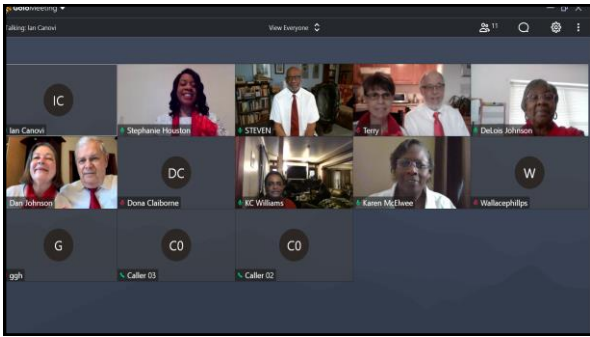 GoToMeeting
Talking: Ian Canovi
View Everyone
11
IC
Ian Canovi
Stephanie Houston
STEVEN
Terry
DeLois Johnson
Dan Johnson
DC
Dona Claiborne
KC Williams
Karen McElwee
W
Wallacephillps
G
ggh
C0
Caller 03
C0
Caller 02